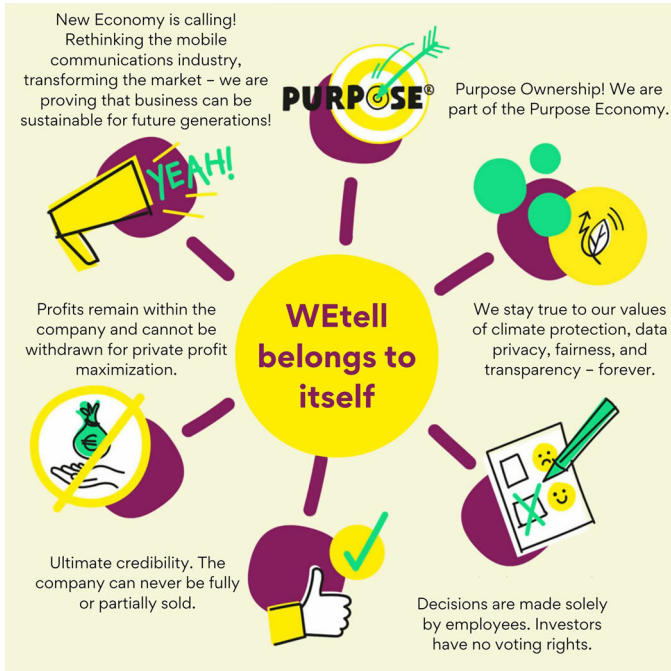 New Economy is calling!
Rethinking the mobile
communications industry,
transforming the market – we are
proving that business can be
sustainable for future generations!
PURPOSE®
Purpose Ownership! We are
part of the Purpose Economy.
YEAH!
WEtell
belongs to
itself
Profits remain within the
company and cannot be
withdrawn for private profit
maximization.
We stay true to our values
of climate protection, data
privacy, fairness, and
transparency – forever.
€
Ultimate credibility. The
company can never be fully
or partially sold.
Decisions are made solely
by employees. Investors
have no voting rights.